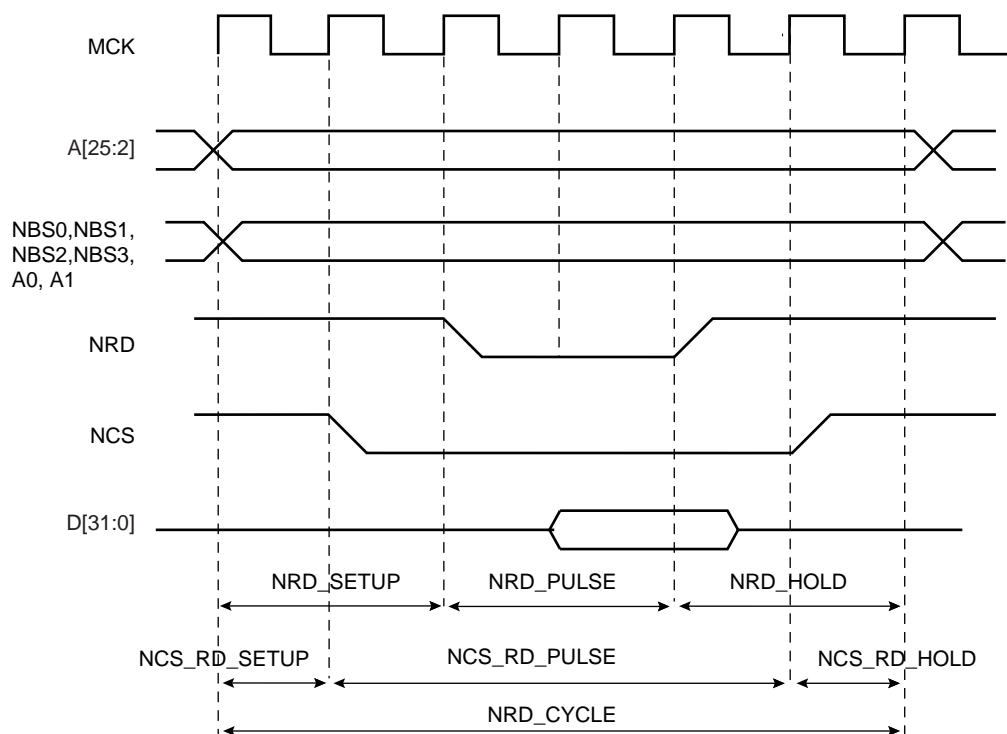 MCK
A[25:2]
NBS0,NBS1,
NBS2,NBS3,
A0, A1
NRD
NCS
D[31:0]
NRD_SETUP NRD_PULSE NRD_HOLD
NCS_RD_SETUP NCS_RD_PULSE NCS_RD_HOLD
NRD_CYCLE